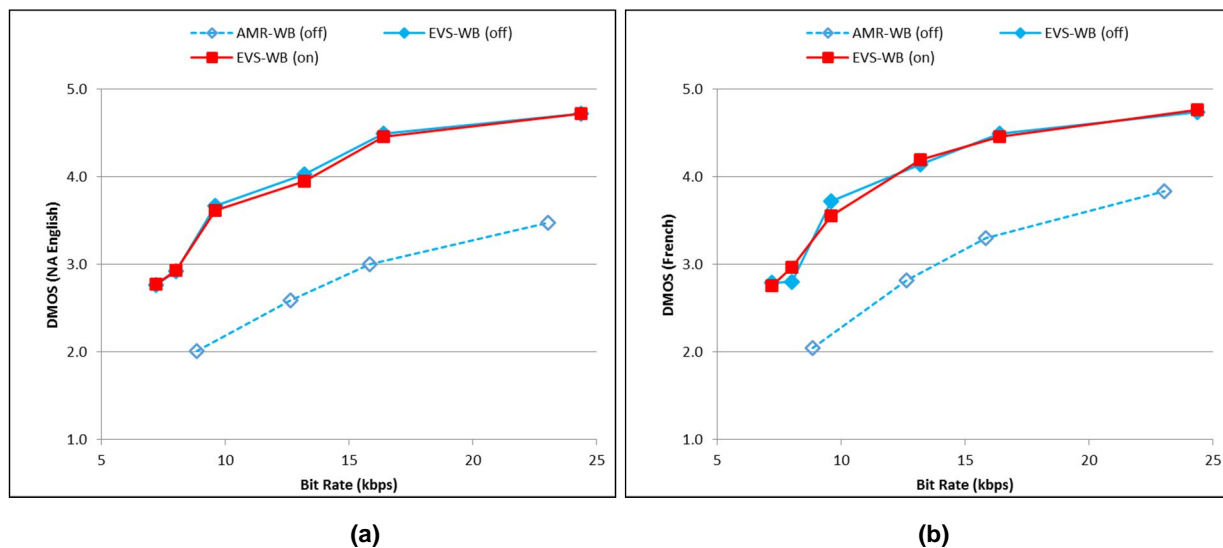 AMR-WB (off) EVS-WB (off)
EVS-WB (on)
5.0
4.0
3.0
2.0
1.0
DMOS (NA English)
5 10 15 20 25
Bit Rate (kbps)
(a)
AMR-WB (off) EVS-WB (off)
EVS-WB (on)
5.0
4.0
3.0
2.0
1.0
DMOS (French)
5 10 15 20 25
Bit Rate (kbps)
(b)